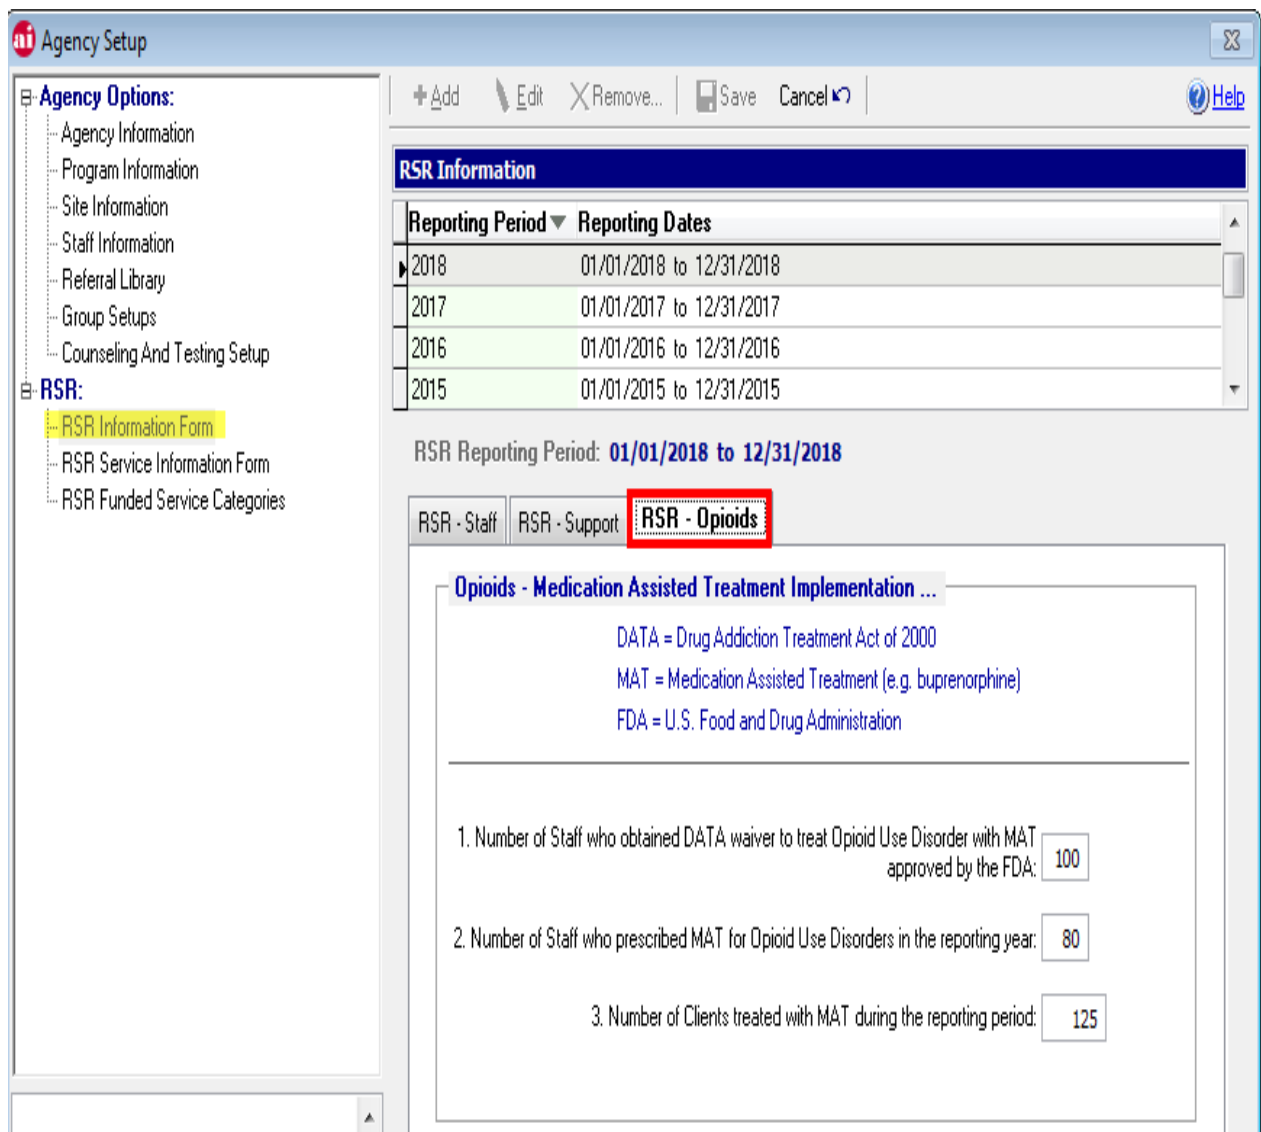 ai Agency Setup
Agency Options:
Agency Information
Program Information
Site Information
Staff Information
Referral Library
Group Setups
Counseling And Testing Setup
RSR:
RSR Information Form
RSR Service Information Form
RSR Funded Service Categories
Add Edit Remove... Save Cancel Help
RSR Information
Reporting Period Reporting Dates
2018 01/01/2018 to 12/31/2018
2017 01/01/2017 to 12/31/2017
2016 01/01/2016 to 12/31/2016
2015 01/01/2015 to 12/31/2015
RSR Reporting Period: 01/01/2018 to 12/31/2018
RSR - Staff RSR - Support RSR - Opioids
Opioids - Medication Assisted Treatment Implementation ...
DATA = Drug Addiction Treatment Act of 2000
MAT = Medication Assisted Treatment (e.g. buprenorphine)
FDA = U.S. Food and Drug Administration
1. Number of Staff who obtained DATA waiver to treat Opioid Use Disorder with MAT
approved by the FDA: 100
2. Number of Staff who prescribed MAT for Opioid Use Disorders in the reporting year: 80
3. Number of Clients treated with MAT during the reporting period: 125